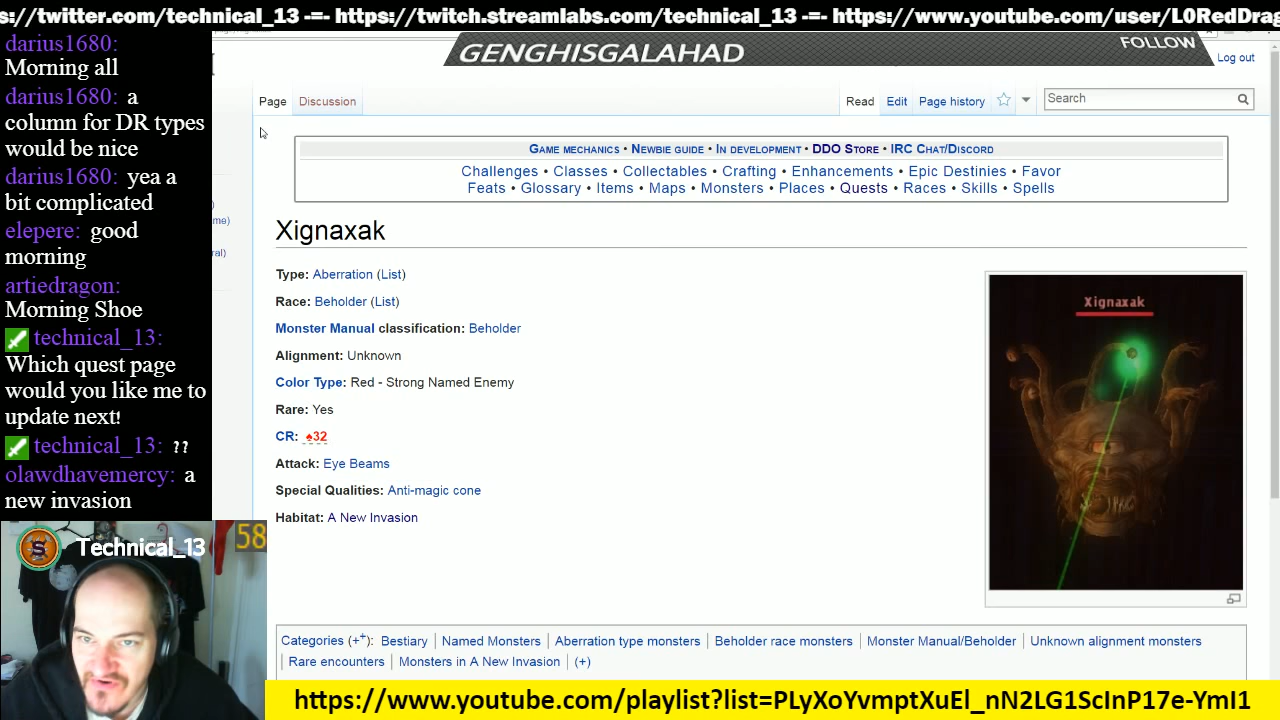 s://twitter.com/technical_13 -=- https://twitch.streamlabs.com/technical_13 -=- https://www.youtube.com/user/L0RedDrag
darius1680:
Morning all
darius1680: a
column for DR types
would be nice
darius1680: yea a
bit complicated
elepere: good
morning
artiedragon:
Morning Shoe
technical_13:
Which quest page
would you like me to
update next!
technical_13: ??
olawdhavemercy: a
new invasion
Technical_13
58
GENGHISGALAHAD
FOLLOW
Log out
Page
Discussion
Read
Edit
Page history
Search
me)
ral)
Game mechanics • Newbie guide • In development • DDO Store • IRC Chat/Discord
Challenges • Classes • Collectables • Crafting • Enhancements • Epic Destinies • Favor
Feats • Glossary • Items • Maps • Monsters • Places • Quests • Races • Skills • Spells
Xignaxak
Type: Aberration (List)
Race: Beholder (List)
Monster Manual classification: Beholder
Alignment: Unknown
Color Type: Red - Strong Named Enemy
Rare: Yes
CR: ♠32
Attack: Eye Beams
Special Qualities: Anti-magic cone
Habitat: A New Invasion
Xignaxak
Categories (+⁺): Bestiary | Named Monsters | Aberration type monsters | Beholder race monsters | Monster Manual/Beholder | Unknown alignment monsters
| Rare encounters | Monsters in A New Invasion | (+)
https://www.youtube.com/playlist?list=PLyXoYvmptXuEl_nN2LG1ScInP17e-YmI1